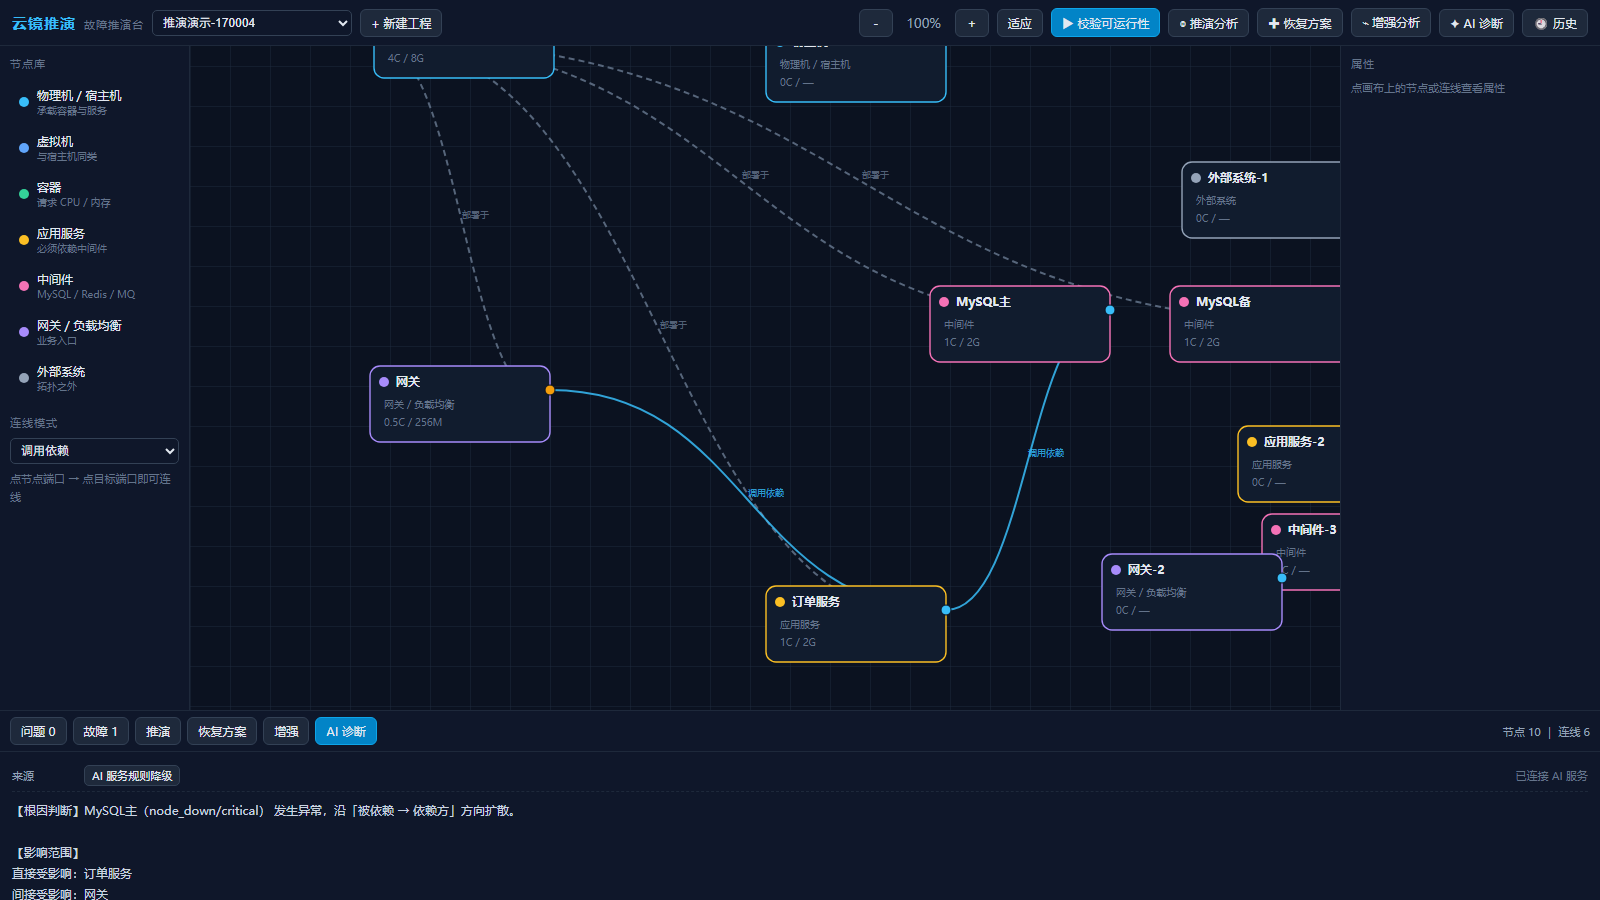 云镜推演 故障推演台 推演演示-170004 + 新建工程 - 100% + 适应 ▶ 校验可运行性 推演分析 ✚ 恢复方案 增强分析 ✦ AI 诊断 历史
节点库
物理机 / 宿主机
承载容器与服务
虚拟机
与宿主机同类
容器
请求 CPU / 内存
应用服务
必须依赖中间件
中间件
MySQL / Redis / MQ
网关 / 负载均衡
业务入口
外部系统
拓扑之外
连线模式
调用依赖
点节点端口 → 点目标端口即可连
线
4C / 8G
物理机 / 宿主机
0C / —
部署于
部署于
部署于
部署于
外部系统-1
外部系统
0C / —
MySQL主
中间件
1C / 2G
MySQL备
中间件
1C / 2G
网关
网关 / 负载均衡
0.5C / 256M
调用依赖
调用依赖
应用服务-2
应用服务
0C / —
中间件-3
中间件
C / —
网关-2
网关 / 负载均衡
0C / —
订单服务
应用服务
1C / 2G
属性
点画布上的节点或连线查看属性
问题 0 故障 1 推演 恢复方案 增强 AI 诊断 节点 10 | 连线 6
来源 AI 服务规则降级 已连接 AI 服务
【根因判断】MySQL主（node_down/critical） 发生异常，沿「被依赖 → 依赖方」方向扩散。
【影响范围】
直接受影响：订单服务
间接受影响：网关